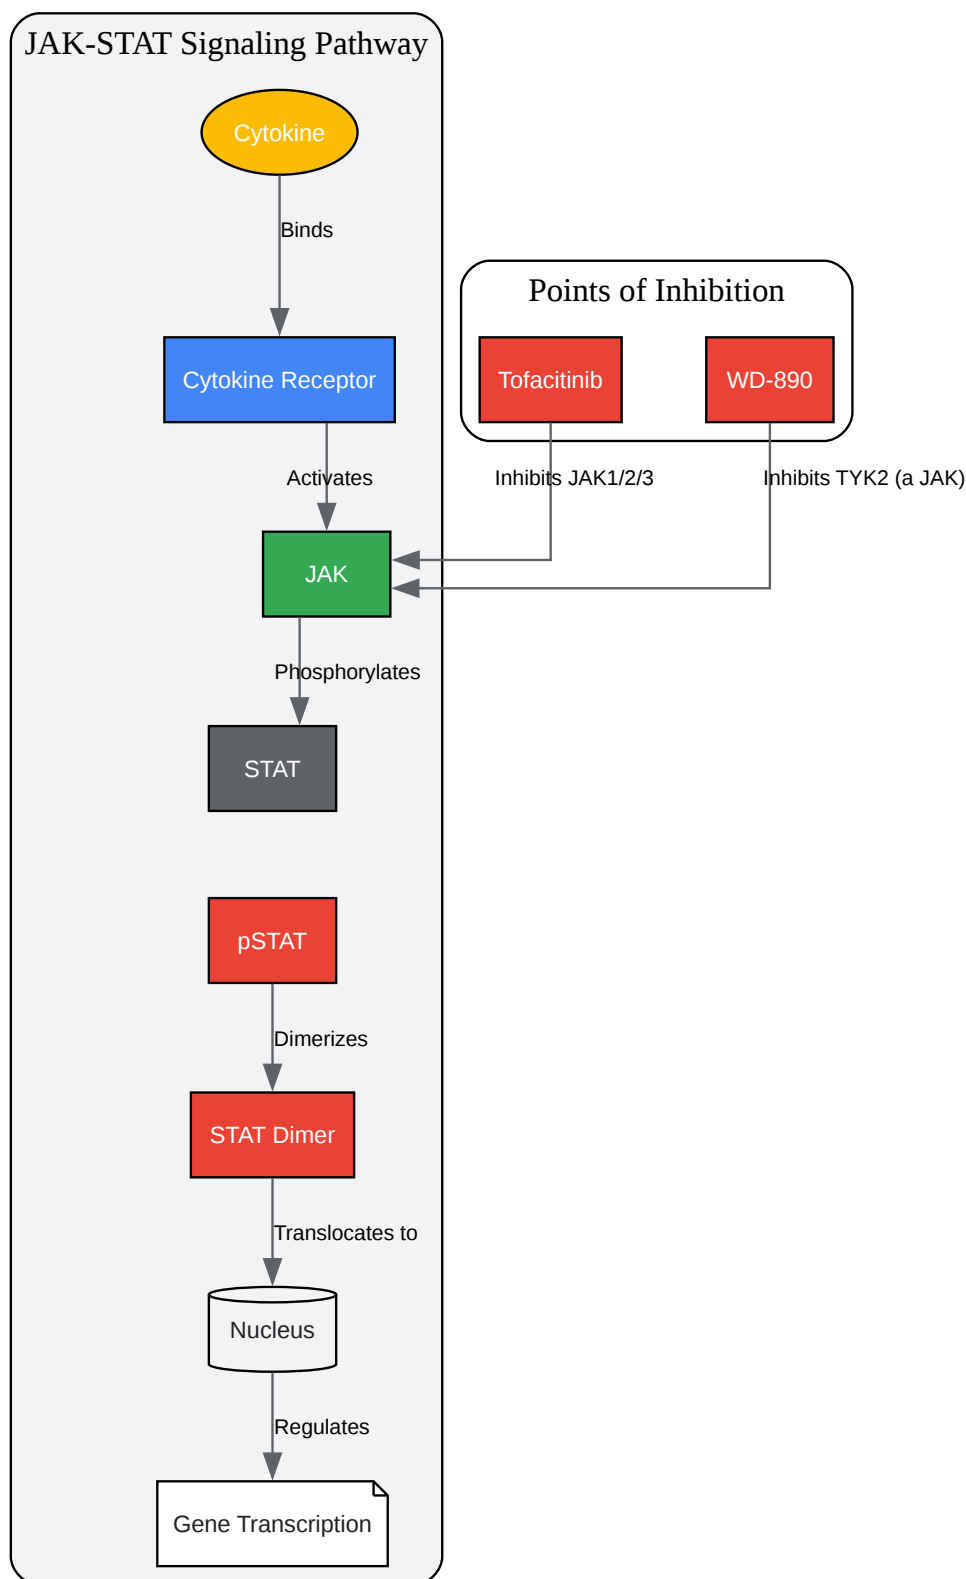 JAK-STAT Signaling Pathway
Cytokine
Binds
Points of Inhibition
Cytokine Receptor
Tofacitinib
WD-890
Activates
Inhibits JAK1/2/3
Inhibits TYK2 (a JAK)
JAK
Phosphorylates
STAT
pSTAT
Dimerizes
STAT Dimer
Translocates to
Nucleus
Regulates
Gene Transcription